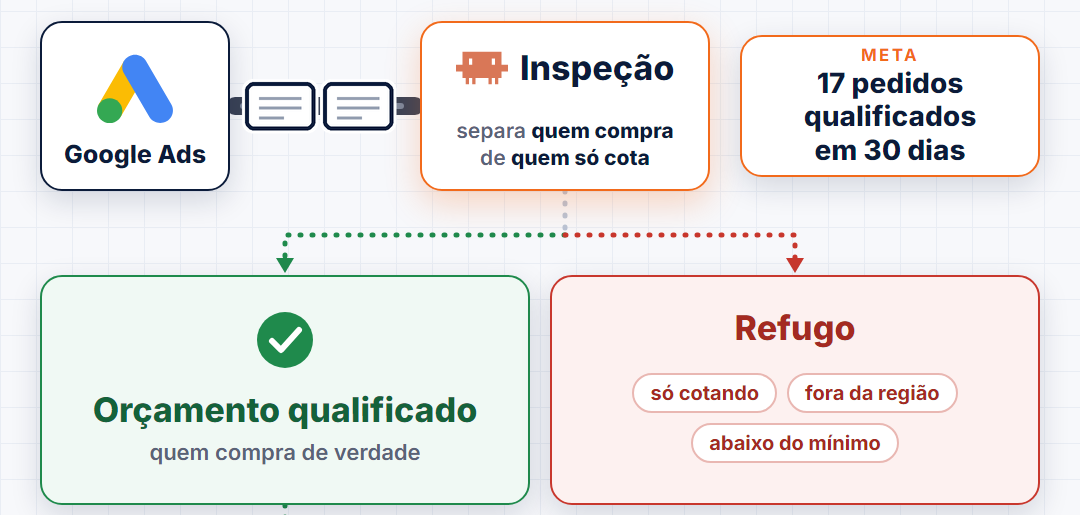 Google Ads
Inspeção
separa quem compra
de quem só cota
META
17 pedidos
qualificados
em 30 dias
Orçamento qualificado
quem compra de verdade
Refugo
só cotando
fora da região
abaixo do mínimo